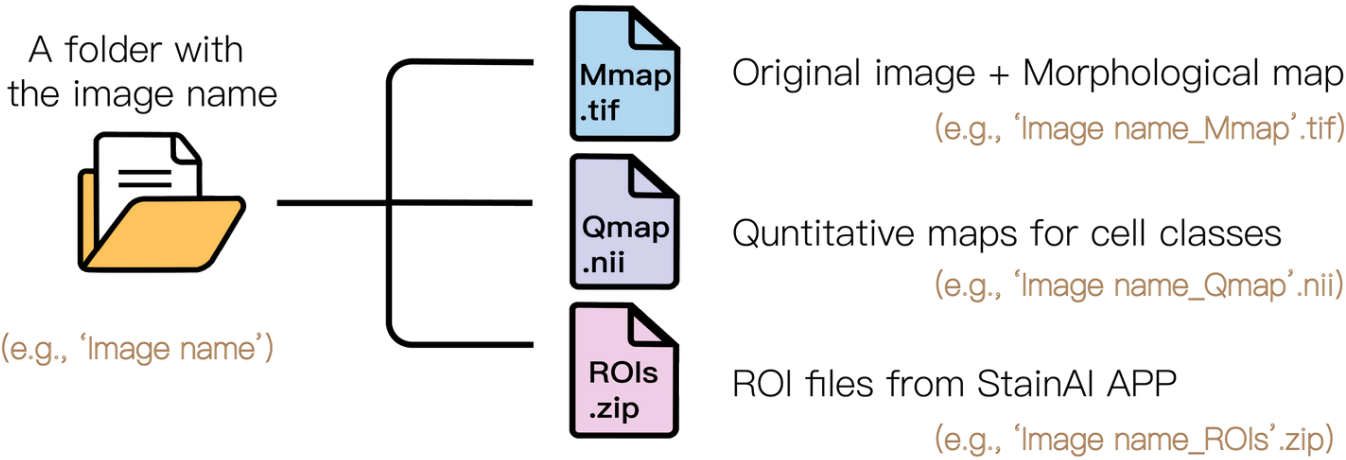 A folder with
the image name
(e.g., ‘Image name’)
Mmap
.tif
Original image + Morphological map
(e.g., ‘Image name_Mmap’.tif)
Qmap
.nii
Quntitative maps for cell classes
(e.g., ‘Image name_Qmap’.nii)
ROIs
.zip
ROI files from StainAI APP
(e.g., ‘Image name_ROIs’.zip)